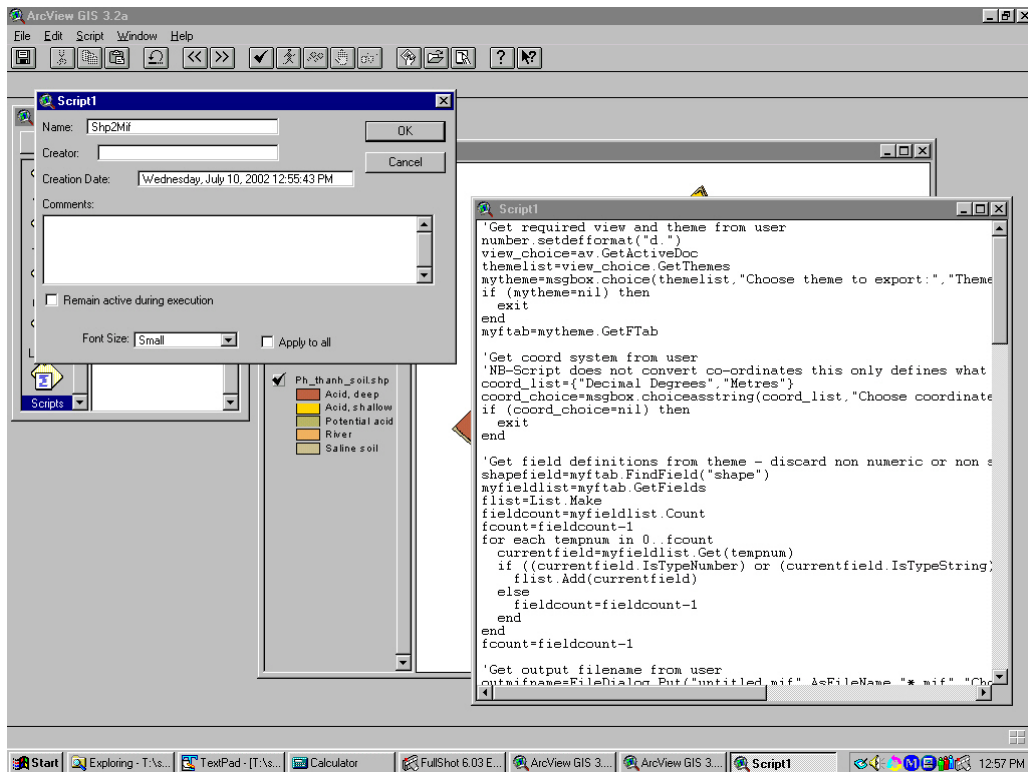 ArcView GIS 3.2a
File Edit Script Window Help
Script1
Name: Shp2Mif
OK
Creator:
Cancel
Creation Date: Wednesday, July 10, 2002 12:55:43 PM
Comments:
Remain active during execution
Font Size: Small
Apply to all
Scripts
Ph_thanh_soil.shp
Acid, deep
Acid, shallow
Potential acid
River
Saline soil
Script1
'Get required view and theme from user
number.setdefformat("d.")
view_choice=av.GetActiveDoc
themelist=view_choice.GetThemes
mytheme=msgbox.choice(themelist,"Choose theme to export:","Theme
if (mytheme=nil) then
exit
end
myftab=mytheme.GetFTab
'Get coord system from user
'NB-Script does not convert co-ordinates this only defines what
coord_list={"Decimal Degrees","Metres"}
coord_choice=msgbox.choiceasstring(coord_list,"Choose coordinate
if (coord_choice=nil) then
exit
end
'Get field definitions from theme - discard non numeric or non s
shapefield=myftab.FindField("shape")
myfieldlist=myftab.GetFields
flist=List.Make
fieldcount=myfieldlist.Count
fcount=fieldcount-1
for each tempnum in 0..fcount
currentfield=myfieldlist.Get(tempnum)
if ((currentfield.IsTypeNumber) or (currentfield.IsTypeString)
flist.Add(currentfield)
else
fieldcount=fieldcount-1
end
end
fcount=fieldcount-1
'Get output filename from user
outmifname=FileDialog.Put("untitled.mif".AsFileName,"*.mif","Cho
Start Exploring - T:\s... TextPad - [T:\s... Calculator FullShot 6.03 E... ArcView GIS 3.... ArcView GIS 3.... Script1 12:57 PM